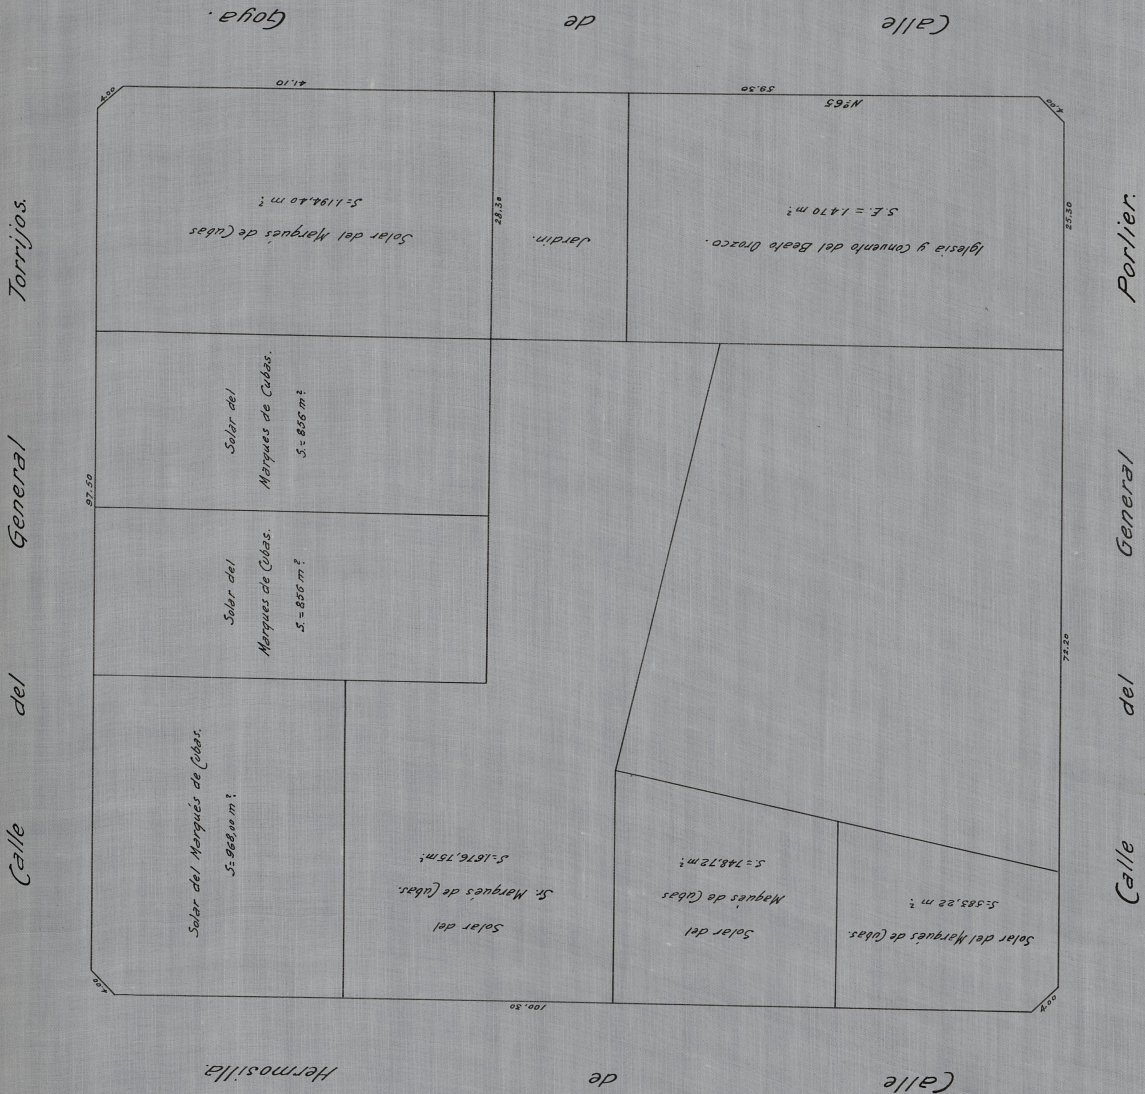 Calle de Goya.
Calle del General Torrijos.
Calle del General Porlier.
Calle de Hermosilla.
4.00
41.10
59.50
Nº 65
4.00
Solar del Marqués de Cubas
S=1.194,40 m²
28.30
Jardín.
Iglesia y Convento del Beato Orozco.
S.E. = 1.470 m²
25.30
97.50
Solar del
Marques de Cubas.
S.=856 m²
Solar del
Marques de Cubas.
S.=856 m²
72.20
Solar del Marqués de Cubas.
S=968,00 m²
Solar del
Sr. Marqués de Cubas.
S=1676,75 m²
Solar del
Maqués de Cubas
S=748,72 m²
Solar del Marqués de Cubas.
S=583,22 m²
4.00
100,30
4.00